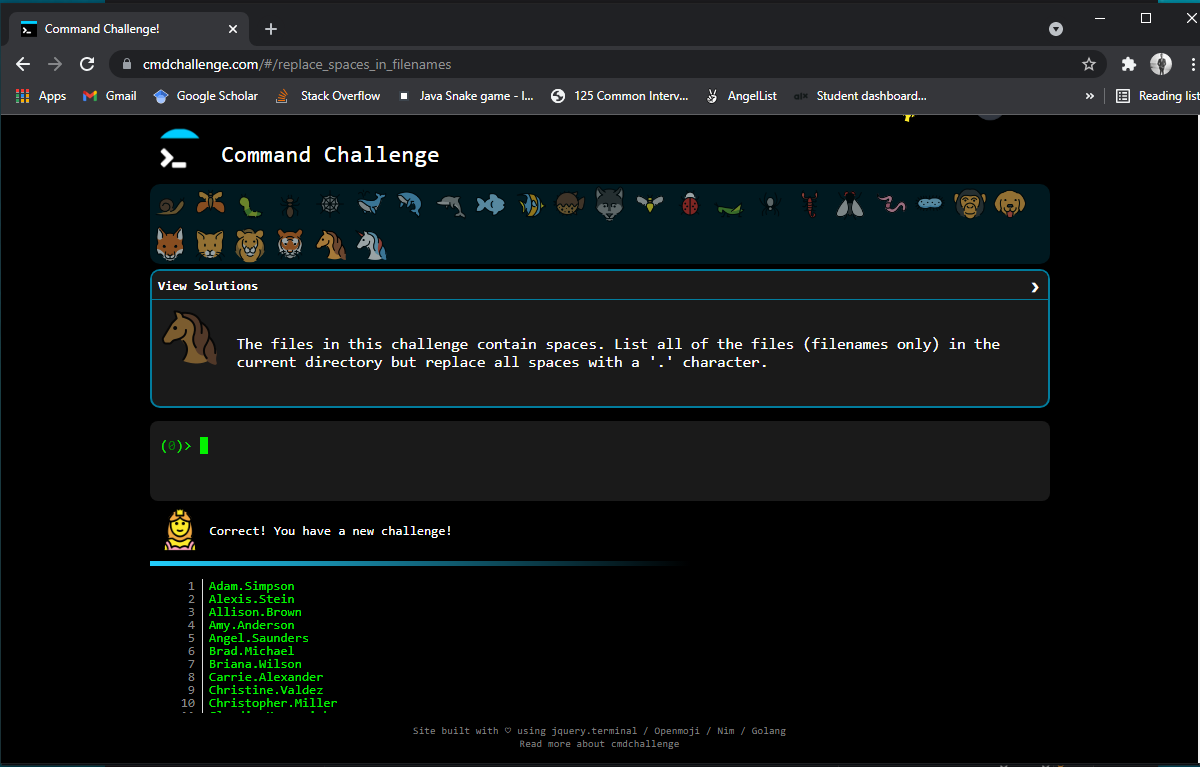 Command Challenge!
cmdchallenge.com/#/replace_spaces_in_filenames
Apps Gmail Google Scholar Stack Overflow Java Snake game - I... 125 Common Interv... AngelList Student dashboard... » Reading list
Command Challenge
View Solutions
The files in this challenge contain spaces. List all of the files (filenames only) in the
current directory but replace all spaces with a '.' character.
(0)>
Correct! You have a new challenge!
1 Adam.Simpson
2 Alexis.Stein
3 Allison.Brown
4 Amy.Anderson
5 Angel.Saunders
6 Brad.Michael
7 Briana.Wilson
8 Carrie.Alexander
9 Christine.Valdez
10 Christopher.Miller
Site built with ♡ using jquery.terminal / Openmoji / Nim / Golang
Read more about cmdchallenge